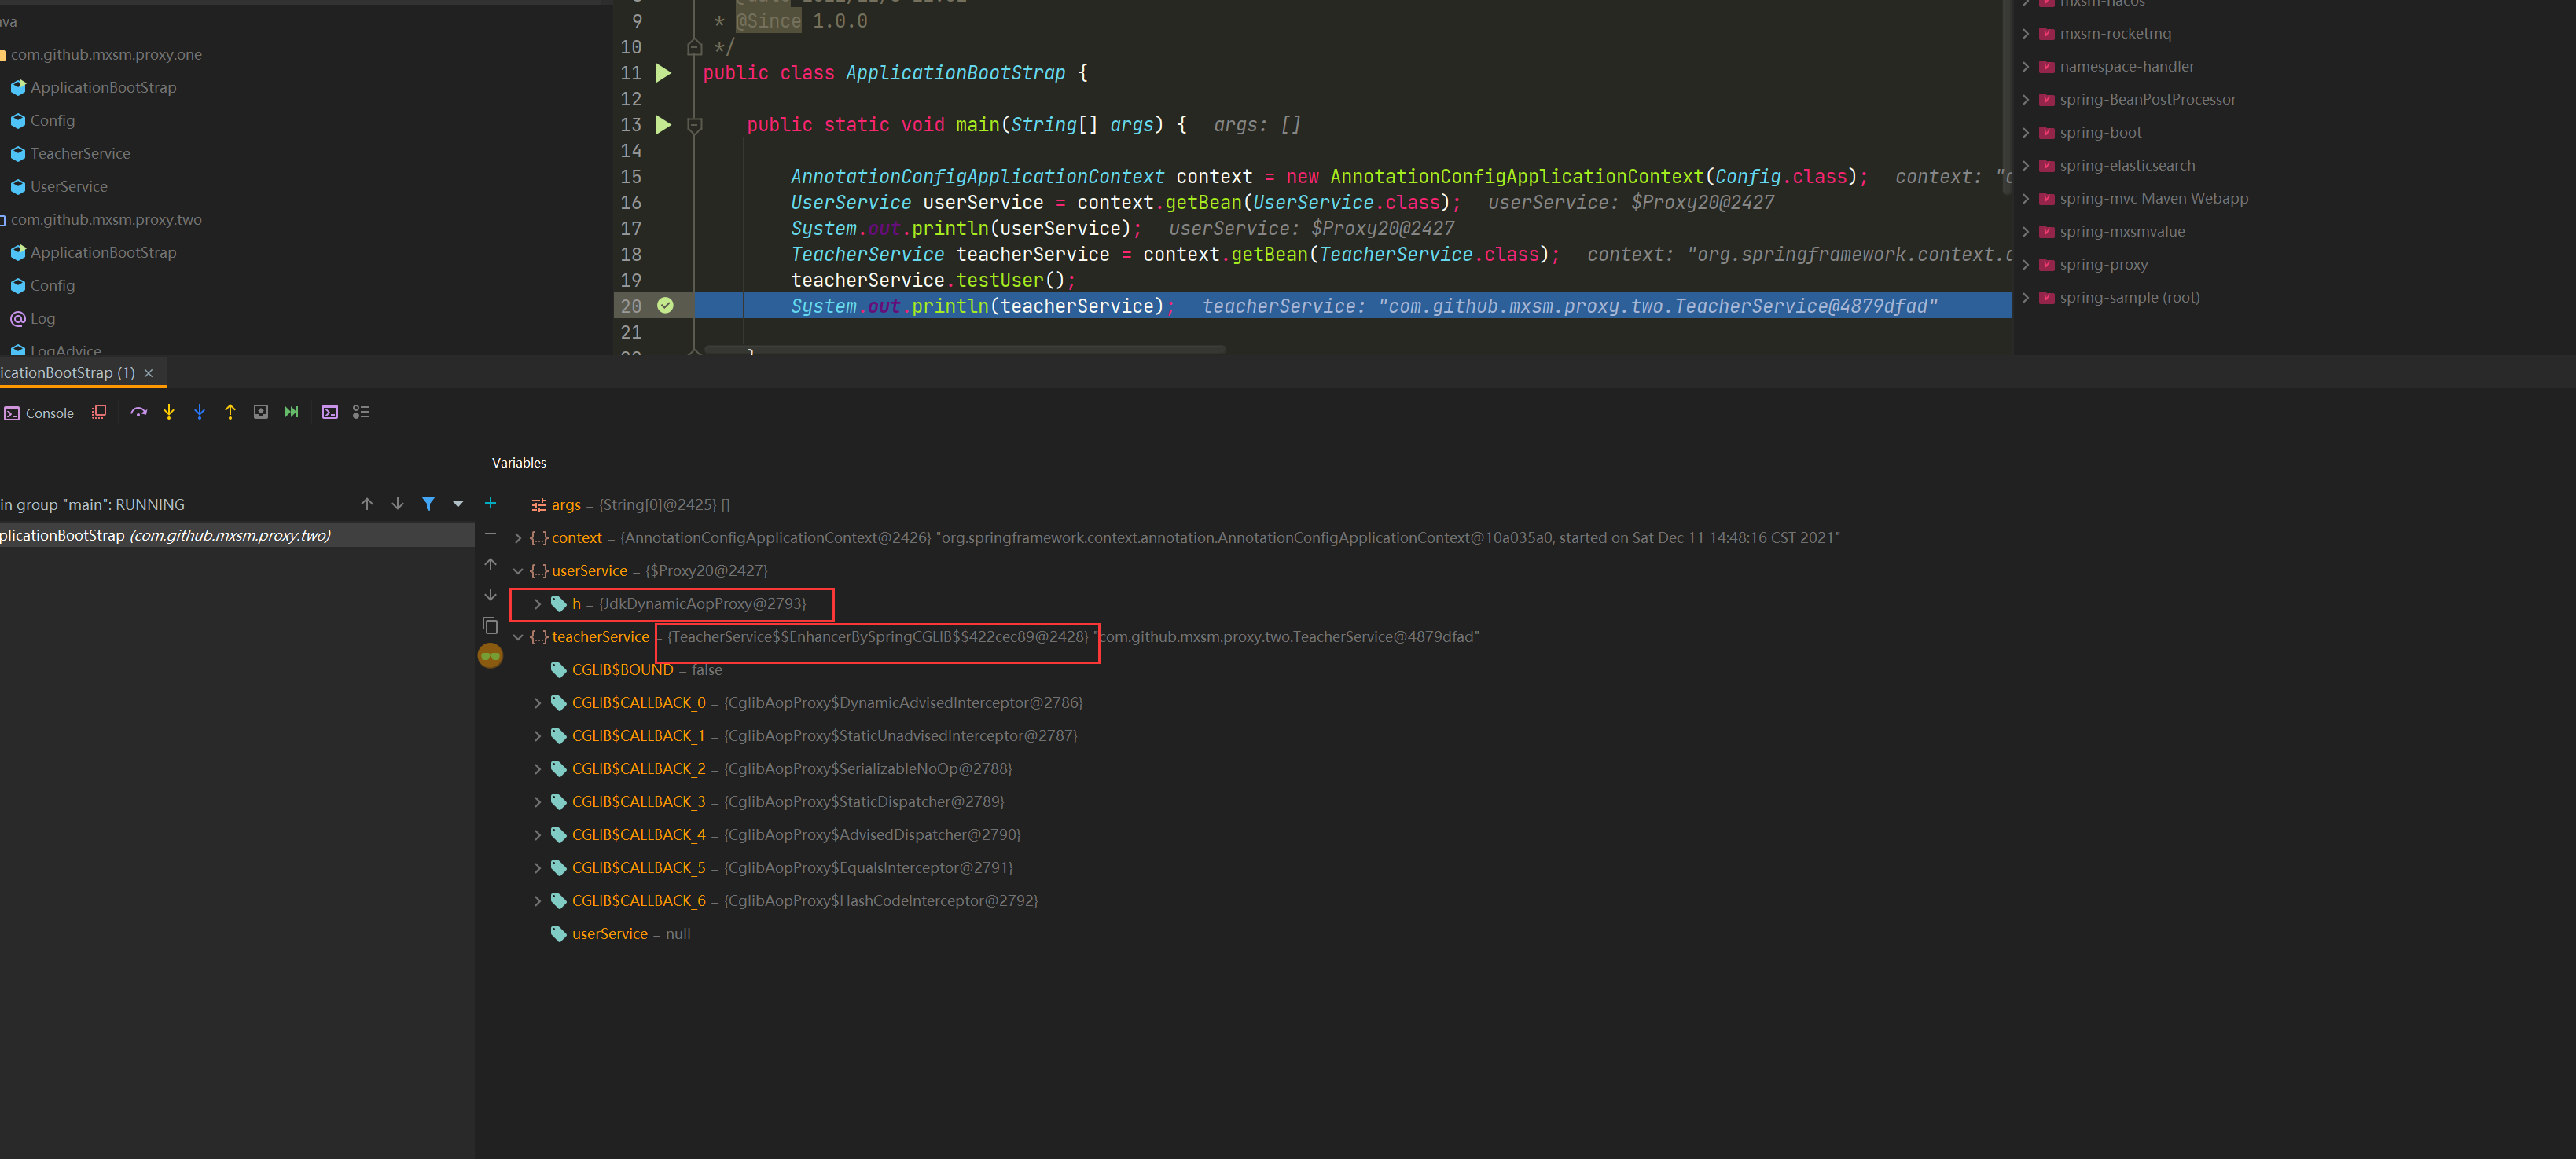 ava
com.github.mxsm.proxy.one
ApplicationBootStrap
Config
TeacherService
UserService
com.github.mxsm.proxy.two
ApplicationBootStrap
Config
Log
LogAdvice
9 * @Since 1.0.0
10 */
11 public class ApplicationBootStrap {
12
13 public static void main(String[] args) { args: []
14
15 AnnotationConfigApplicationContext context = new AnnotationConfigApplicationContext(Config.class); context: "o
16 UserService userService = context.getBean(UserService.class); userService: $Proxy20@2427
17 System.out.println(userService); userService: $Proxy20@2427
18 TeacherService teacherService = context.getBean(TeacherService.class); context: "org.springframework.context.a
19 teacherService.testUser();
20 System.out.println(teacherService); teacherService: "com.github.mxsm.proxy.two.TeacherService@4879dfad"
21
mxsm-nacos
mxsm-rocketmq
namespace-handler
spring-BeanPostProcessor
spring-boot
spring-elasticsearch
spring-mvc Maven Webapp
spring-mxsmvalue
spring-proxy
spring-sample (root)
icationBootStrap (1) ×
Console
Variables
in group "main": RUNNING
plicationBootStrap (com.github.mxsm.proxy.two)
args = {String[0]@2425} []
{..} context = {AnnotationConfigApplicationContext@2426} "org.springframework.context.annotation.AnnotationConfigApplicationContext@10a035a0, started on Sat Dec 11 14:48:16 CST 2021"
{..} userService = {$Proxy20@2427}
h = {JdkDynamicAopProxy@2793}
{..} teacherService = {TeacherService$$EnhancerBySpringCGLIB$$422cec89@2428} "com.github.mxsm.proxy.two.TeacherService@4879dfad"
CGLIB$BOUND = false
CGLIB$CALLBACK_0 = {CglibAopProxy$DynamicAdvisedInterceptor@2786}
CGLIB$CALLBACK_1 = {CglibAopProxy$StaticUnadvisedInterceptor@2787}
CGLIB$CALLBACK_2 = {CglibAopProxy$SerializableNoOp@2788}
CGLIB$CALLBACK_3 = {CglibAopProxy$StaticDispatcher@2789}
CGLIB$CALLBACK_4 = {CglibAopProxy$AdvisedDispatcher@2790}
CGLIB$CALLBACK_5 = {CglibAopProxy$EqualsInterceptor@2791}
CGLIB$CALLBACK_6 = {CglibAopProxy$HashCodeInterceptor@2792}
userService = null